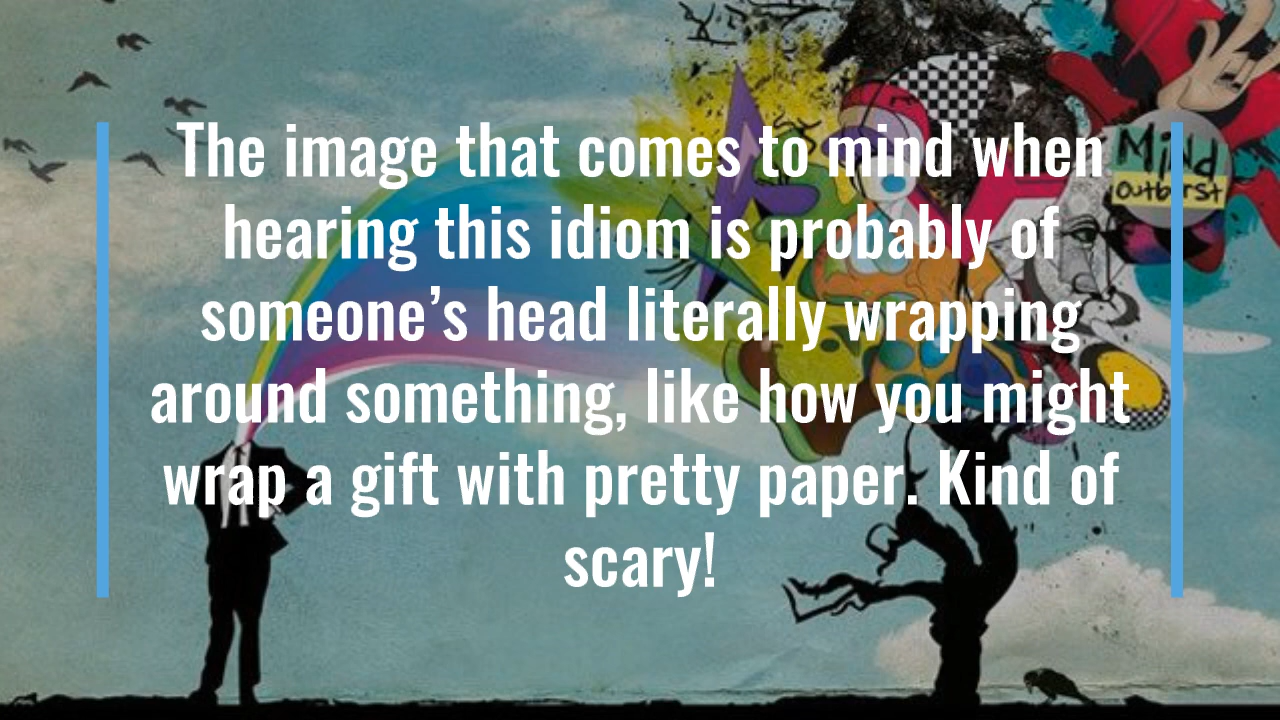 The image that comes to mind when
hearing this idiom is probably of
someone’s head literally wrapping
around something, like how you might
wrap a gift with pretty paper. Kind of
scary!
MiNd
OutbUrst